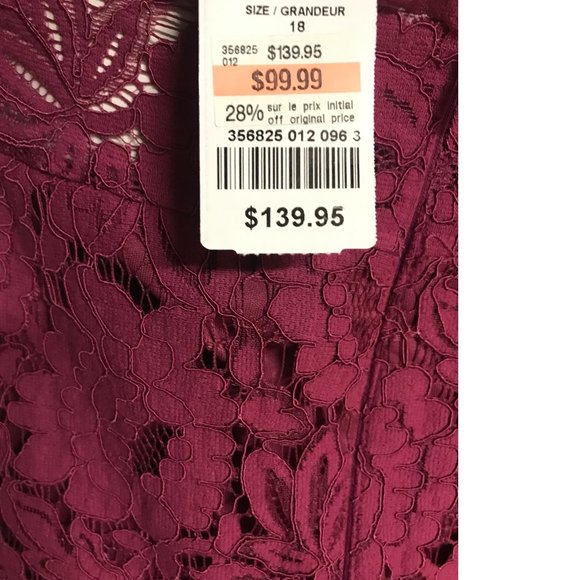 SIZE / GRANDEUR
18
356825 $139.95
012
$99.99
28% sur le prix initial
off original price
356825 012 096 3
$139.95